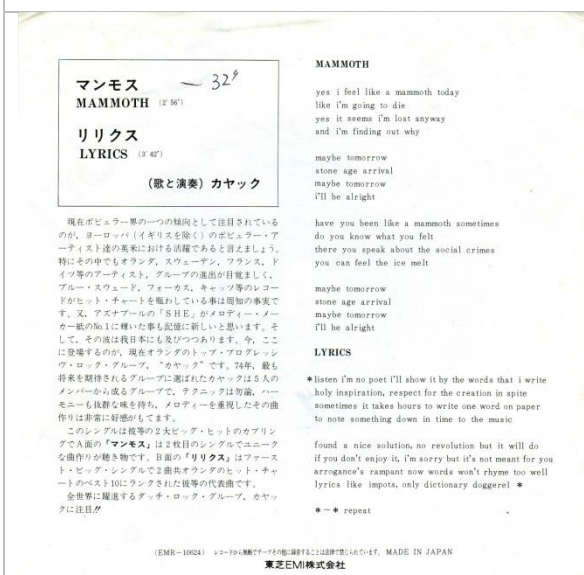 マンモス — 32⁹
MAMMOTH (2′56″)
リリクス
LYRICS (3′42″)
(歌と演奏) カヤック
現在ポピュラー界の一つの傾向として注目されている
のが、ヨーロッパ(イギリスを除く)のポピュラー・ア
ーティスト達の英米における活躍であると言えましょう。
特にその中でもオランダ、スウェーデン、フランス、ド
イツ等のアーティスト、グループの進出が目覚ましく、
ブルー・スウェード、フォーカス、キャッツ等のレコー
ドがヒット・チャートを賑わしている事は周知の事実で
す。又、アズナブールの「SHE」がメロディー・メー
カー紙のNo.1に輝いた事も記憶に新しいと思います。そ
して、その波は我日本にも及びつつあります。今、ここ
に登場するのが、現在オランダのトップ・プログレッシ
ヴ・ロック・グループ、“カヤック”です。74年、最も
将来を期待されるグループに選ばれたカヤックは5人の
メンバーから成るグループで、テクニックは勿論、ハー
モニーも抜群な味を持ち、メロディーを重視したその曲
作りは非常に好感がもてます。
このシングルは彼等の2大ビッグ・ヒットのカプリン
グでA面の「マンモス」は2枚目のシングルでユニーク
な曲作りが聴き物です。B面の「リリクス」はファース
ト・ビッグ・シングルで2曲共オランダのヒット・チャ
ートのベスト10にランクされた彼等の代表曲です。
全世界に躍進するダッチ・ロック・グループ、カヤッ
クに注目!!
MAMMOTH
yes i feel like a mammoth today
like i'm going to die
yes it seems i'm lost anyway
and i'm finding out why
maybe tomorrow
stone age arrival
maybe tomorrow
i'll be alright
have you been like a mammoth sometimes
do you know what you felt
there you speak about the social crimes
you can feel the ice melt
maybe tomorrow
stone age arrival
maybe tomorrow
i'll be alright
LYRICS
*listen i'm no poet i'll show it by the words that i write
holy inspiration, respect for the creation in spite
sometimes it takes hours to write one word on paper
to note something down in time to the music
found a nice solution, no revolution but it will do
if you don't enjoy it, i'm sorry but it's not meant for you
arrogance's rampant now words won't rhyme too well
lyrics like impots, only dictionary doggerel *
*~* repeat
(EMR-10624) レコードから無断でテープその他に録音することは法律で禁じられています。 MADE IN JAPAN
東芝EMI株式会社